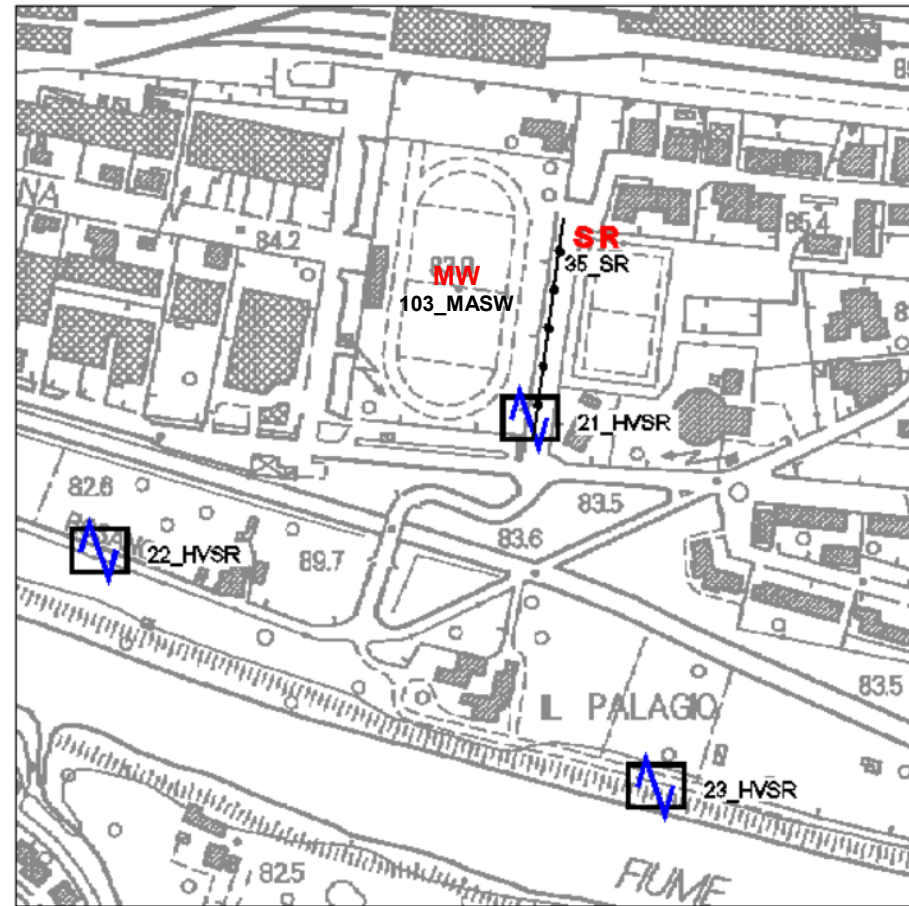 NA
84.2
85.4
SR
35_SR
MW
103_MASW
21_HVSR
82.6
83.5
83.6
22_HVSR
89.7
83.5
IL PALAGIO
23_HVSR
FIUME
82.5